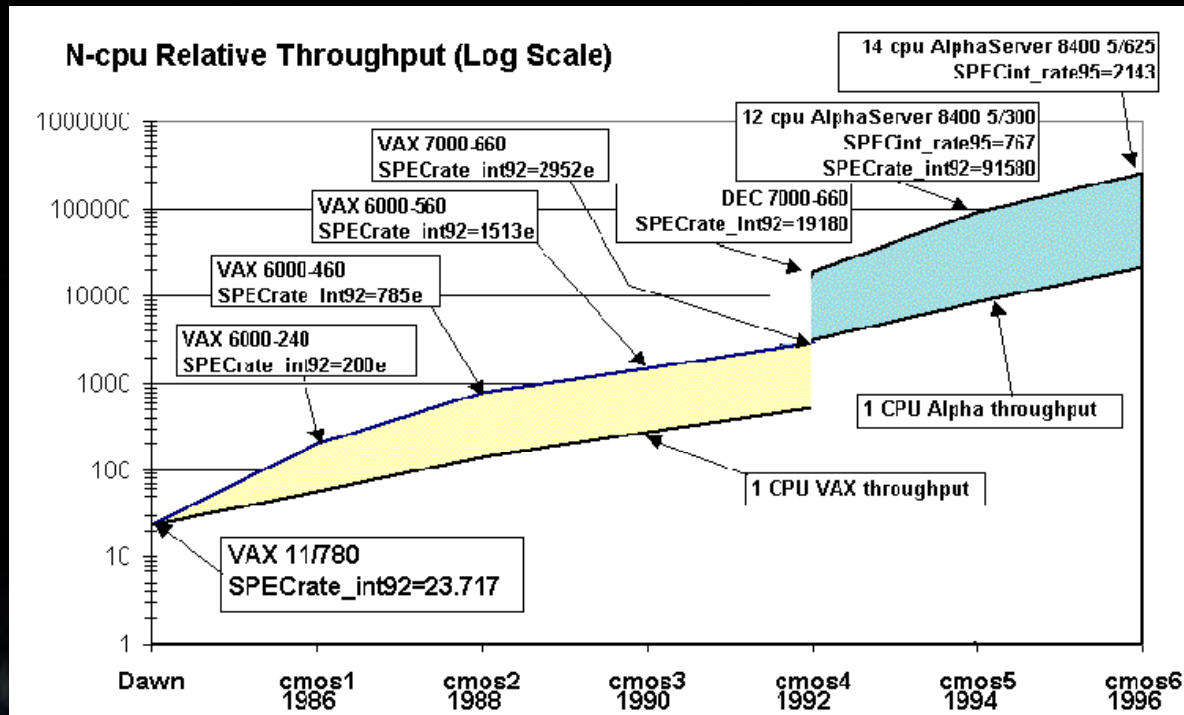 N-cpu Relative Throughput (Log Scale)
14 cpu AlphaServer 8400 5/625
SPECint_rate95=2143
12 cpu AlphaServer 8400 5/300
SPECint_rate95=767
SPECrate_int92=91580
VAX 7000-660
SPECrate_int92=2952e
DEC 7000-660
SPECrate_Int92=19180
VAX 6000-560
SPECrate_int92=1513e
VAX 6000-460
SPECrate_Int92=785e
VAX 6000-240
SPECrate_int92=200e
1 CPU Alpha throughput
1 CPU VAX throughput
VAX 11/780
SPECrate_int92=23.717
1000000
100000
10000
1000
100
10
1
Dawn
cmos1
1986
cmos2
1988
cmos3
1990
cmos4
1992
cmos5
1994
cmos6
1996